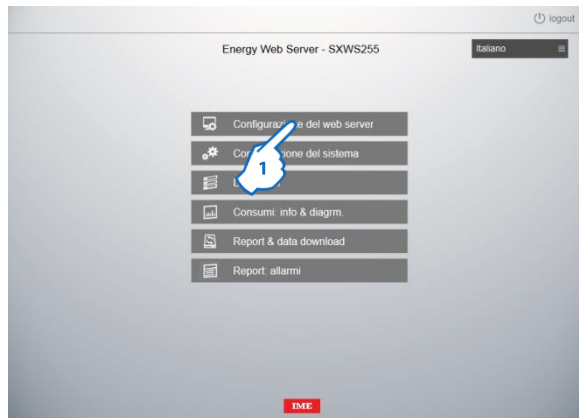 logout
Energy Web Server - SXWS255
Italiano
Configurazione del web server
del sistema
1
Consumi: info & diagrm.
Report & data download
Report: allarmi
IME